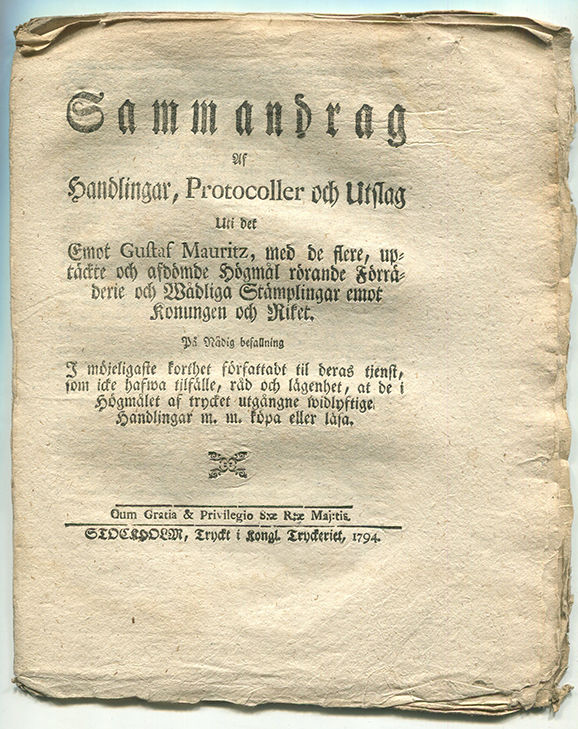 Sammandrag
Af
Handlingar, Protocoller och Utslag
Uti det
Emot Gustaf Mauritz, med de flere, up-
täckte och afdömde Högmål rörande Förrä-
derie och Wådliga Stämplingar emot
Konungen och Riket.
På Nådig befallning
I möjeligaste korthet författadt til deras tjenst,
som icke hafwa tilfälle, råd och lägenhet, at de i
Högmålet af trycket utgångne widlyftige
Handlingar m. m. köpa eller läsa.
Cum Gratia & Privilegio S:æ R:æ Maj:tis.
STOCKHOLM, Tryckt i Kongl. Tryckeriet, 1794.